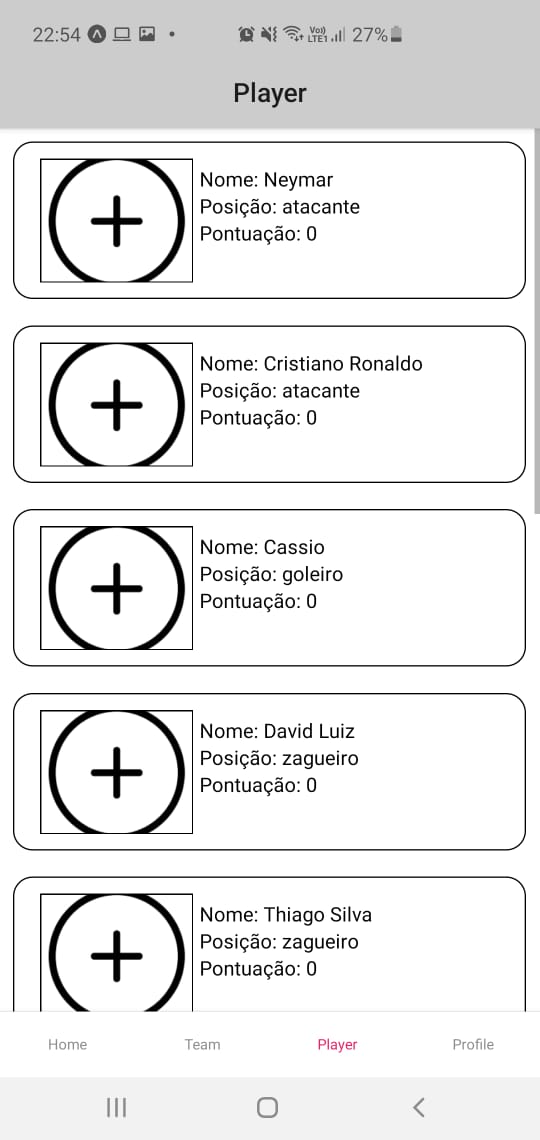 22:54 Vo)) LTE1 27%
Player
Nome: Neymar
Posição: atacante
Pontuação: 0
Nome: Cristiano Ronaldo
Posição: atacante
Pontuação: 0
Nome: Cassio
Posição: goleiro
Pontuação: 0
Nome: David Luiz
Posição: zagueiro
Pontuação: 0
Nome: Thiago Silva
Posição: zagueiro
Pontuação: 0
Home Team Player Profile